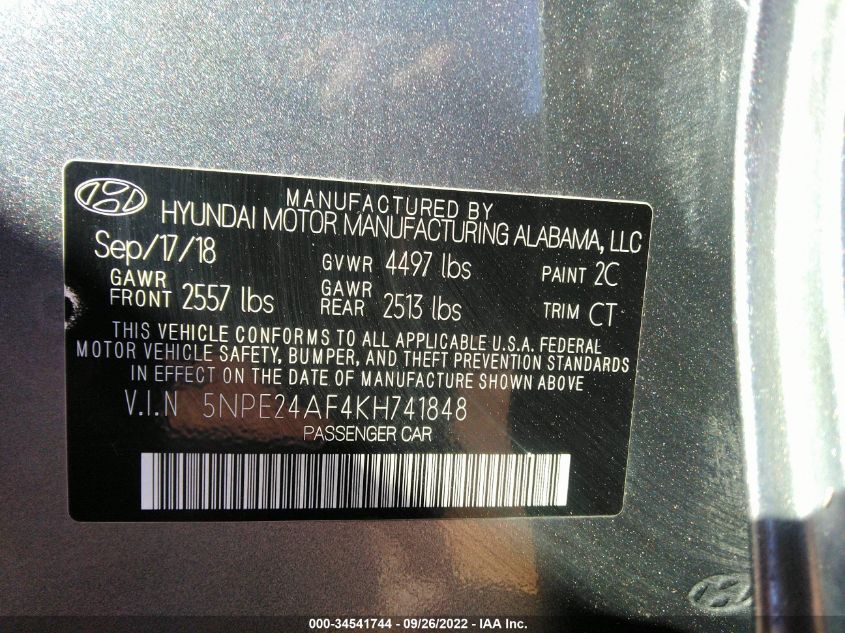 MANUFACTURED BY
HYUNDAI MOTOR MANUFACTURING ALABAMA, LLC
Sep/17/18 GVWR 4497 lbs PAINT 2C
GAWR FRONT 2557 lbs GAWR REAR 2513 lbs TRIM CT
THIS VEHICLE CONFORMS TO ALL APPLICABLE U.S.A. FEDERAL
MOTOR VEHICLE SAFETY, BUMPER, AND THEFT PREVENTION STANDARDS
IN EFFECT ON THE DATE OF MANUFACTURE SHOWN ABOVE
V.I.N 5NPE24AF4KH741848
PASSENGER CAR
000-34541744 - 09/26/2022 - IAA Inc.